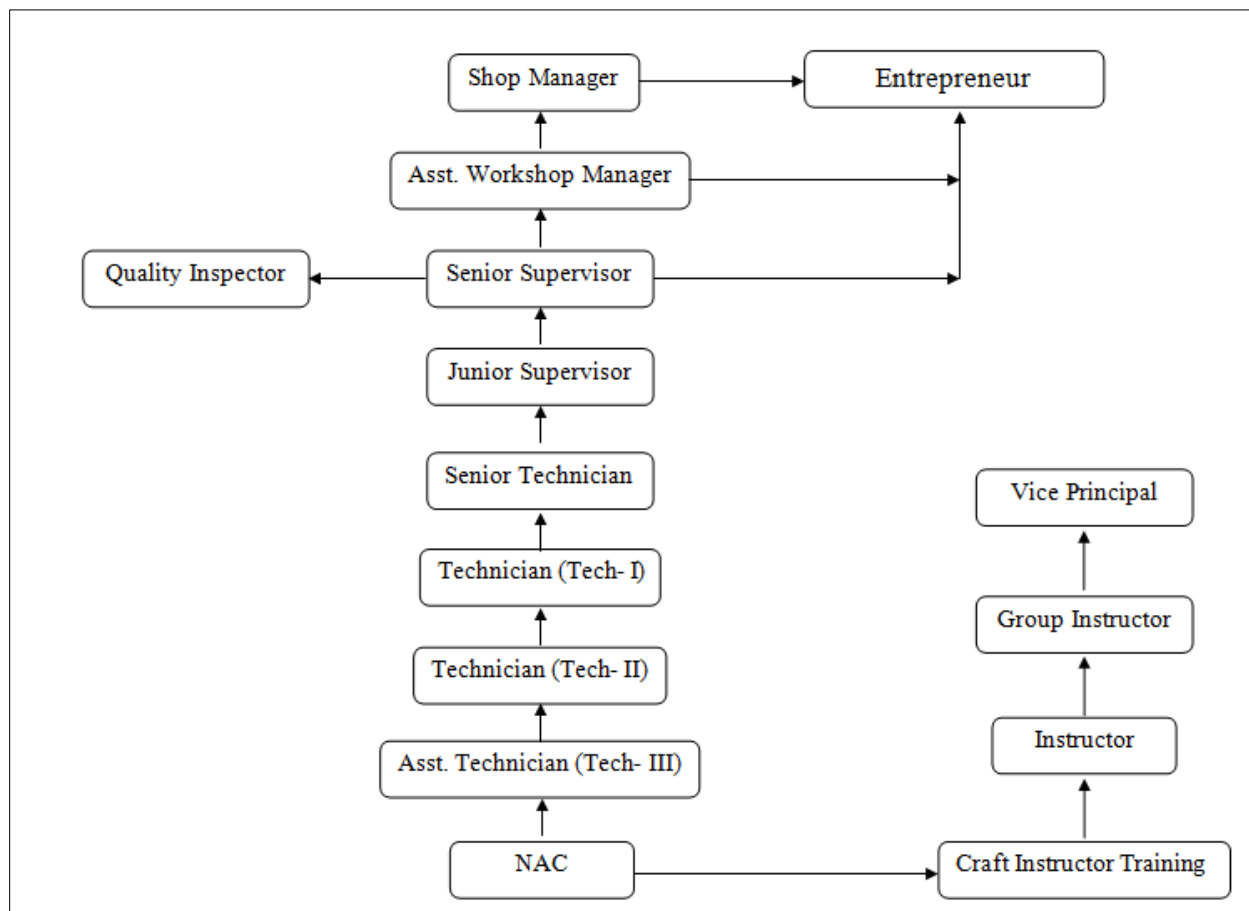 Shop Manager
Entrepreneur
Asst. Workshop Manager
Quality Inspector
Senior Supervisor
Junior Supervisor
Senior Technician
Vice Principal
Technician (Tech- I)
Group Instructor
Technician (Tech- II)
Instructor
Asst. Technician (Tech- III)
NAC
Craft Instructor Training